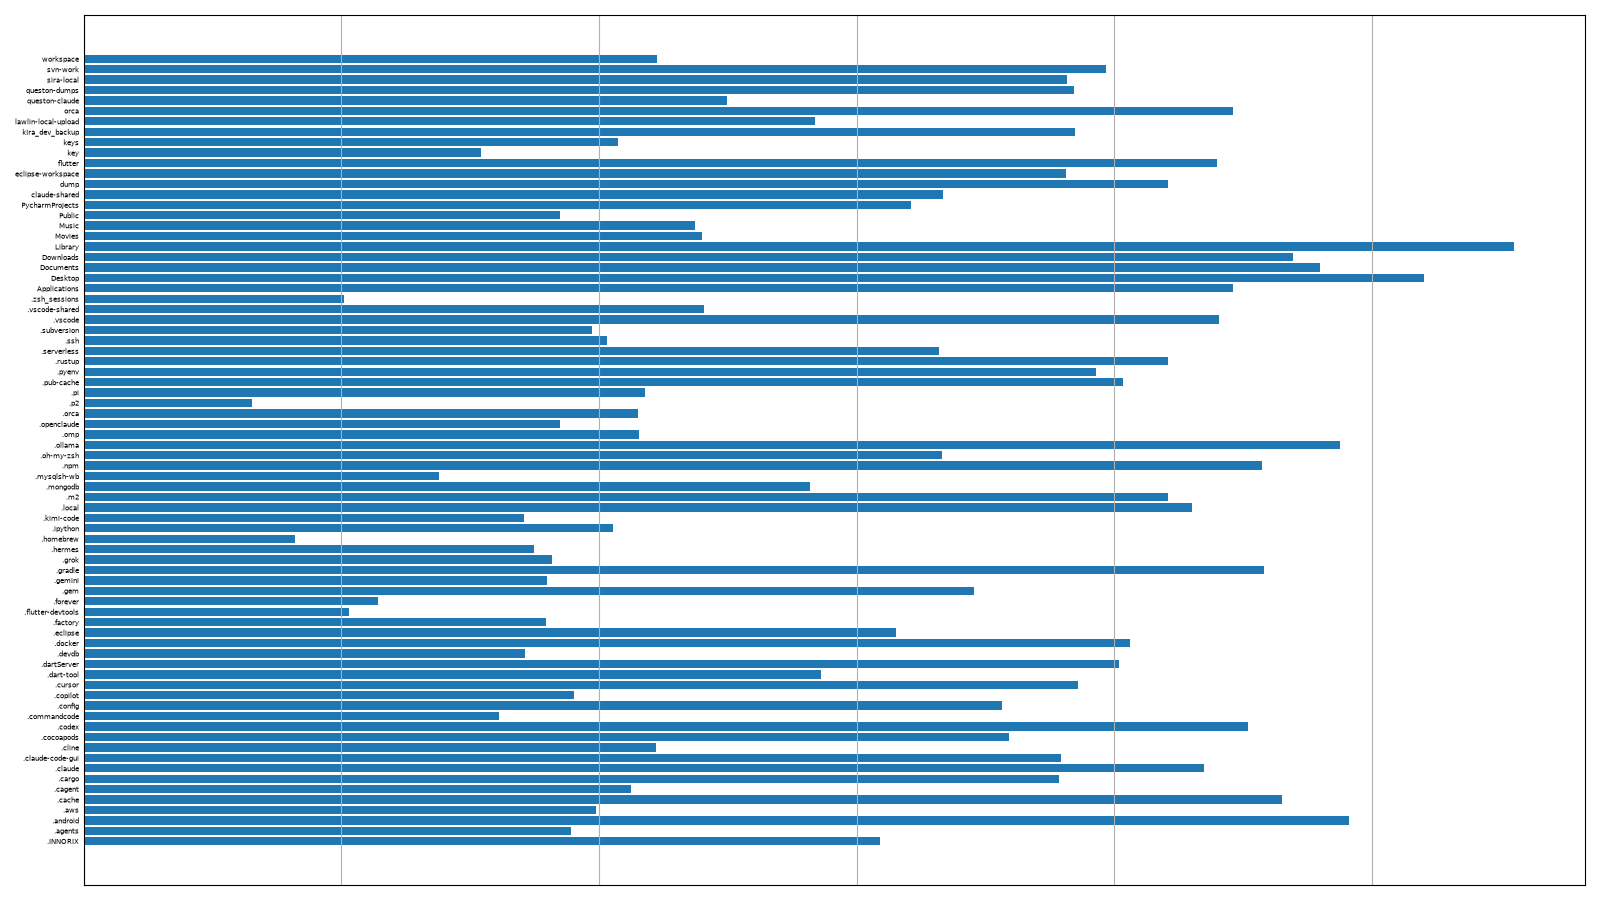 workspace
svn-work
sira-local
queston-dumps
queston-claude
orca
lawlin-local-upload
kira_dev_backup
keys
key
flutter
eclipse-workspace
dump
claude-shared
PycharmProjects
Public
Music
Movies
Library
Downloads
Documents
Desktop
Applications
.zsh_sessions
.vscode-shared
.vscode
.subversion
.ssh
.serverless
.rustup
.pyenv
.pub-cache
.pi
.p2
.orca
.openclaude
.omp
.ollama
.oh-my-zsh
.npm
.mysqlsh-wb
.mongodb
.m2
.local
.kimi-code
.ipython
.homebrew
.hermes
.grok
.gradle
.gemini
.gem
.forever
.flutter-devtools
.factory
.eclipse
.docker
.devdb
.dartServer
.dart-tool
.cursor
.copilot
.config
.commandcode
.codex
.cocoapods
.cline
.claude-code-gui
.claude
.cargo
.cagent
.cache
.aws
.android
.agents
.INNORIX